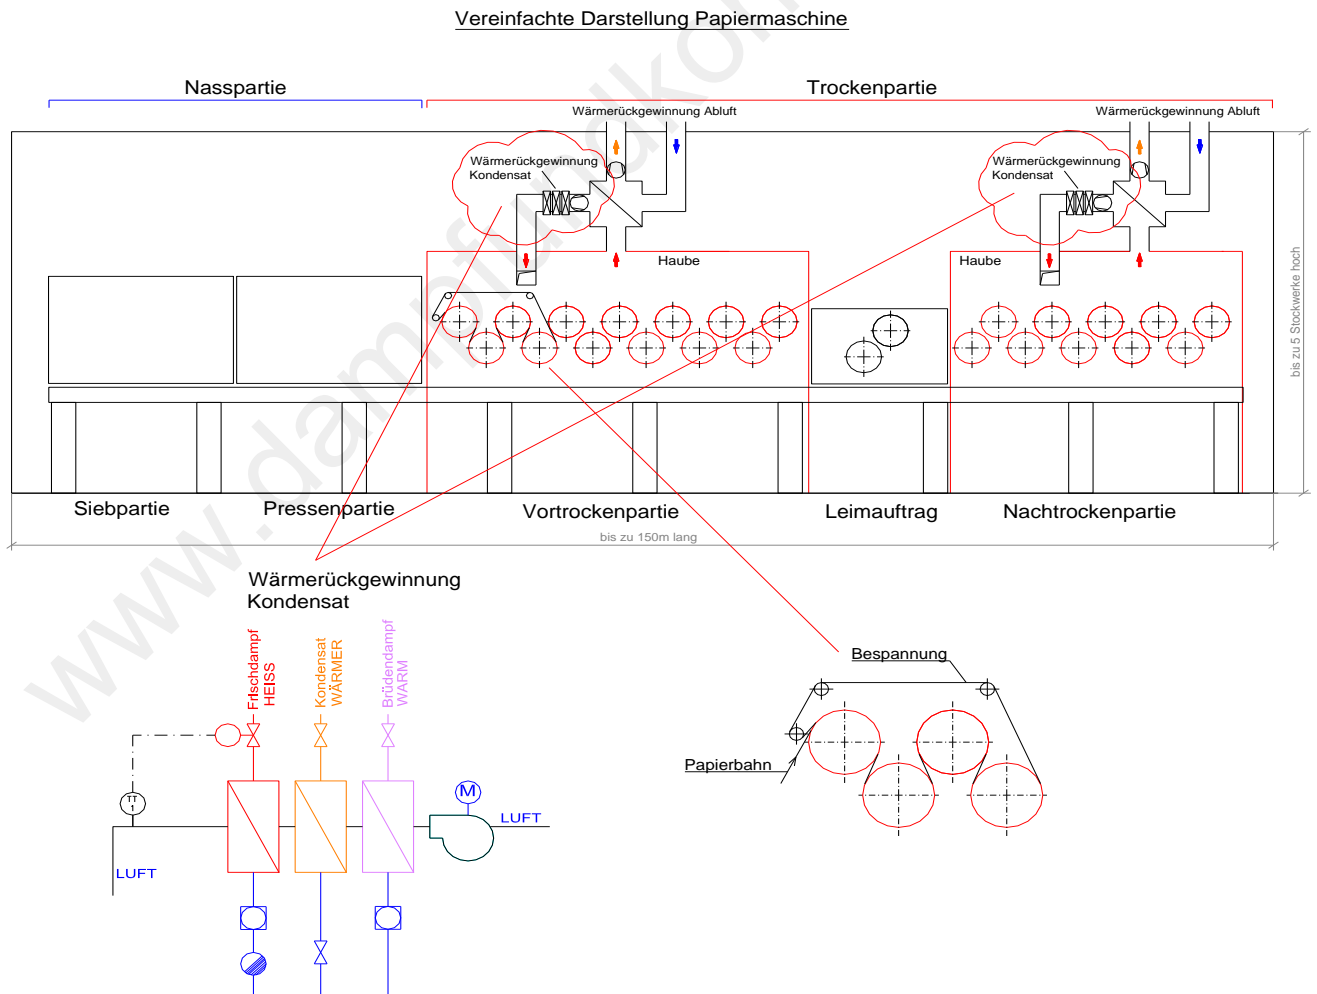 Vereinfachte Darstellung Papiermaschine
Nasspartie
Trockenpartie
Wärmerückgewinnung Abluft
Wärmerückgewinnung Abluft
Wärmerückgewinnung
Kondensat
Wärmerückgewinnung
Kondensat
Haube
Haube
bis zu 5 Stockwerke hoch
Siebpartie
Pressenpartie
Vortrockenpartie
Leimauftrag
Nachtrockenpartie
bis zu 150m lang
Wärmerückgewinnung
Kondensat
Frischdampf
HEISS
Kondensat
WÄRMER
Brüdendampf
WARM
TT
1
M
LUFT
LUFT
Bespannung
Papierbahn